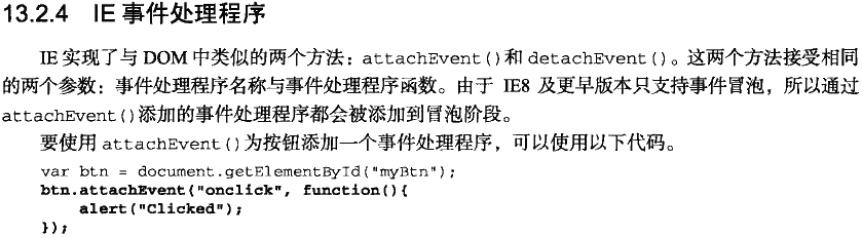 13.2.4 IE 事件处理程序
IE 实现了与 DOM 中类似的两个方法：attachEvent()和 detachEvent()。这两个方法接受相同
的两个参数：事件处理程序名称与事件处理程序函数。由于 IE8 及更早版本只支持事件冒泡，所以通过
attachEvent()添加的事件处理程序都会被添加到冒泡阶段。
要使用 attachEvent()为按钮添加一个事件处理程序，可以使用以下代码。
var btn = document.getElementById("myBtn");
btn.attachEvent("onclick", function(){
    alert("Clicked");
});